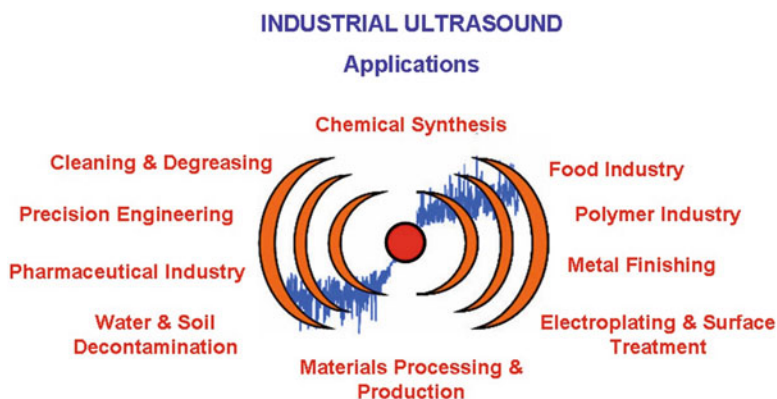 INDUSTRIAL ULTRASOUND
Applications
Chemical Synthesis
Cleaning & Degreasing
Food Industry
Precision Engineering
Polymer Industry
Pharmaceutical Industry
Metal Finishing
Water & Soil
Decontamination
Electroplating & Surface
Treatment
Materials Processing &
Production